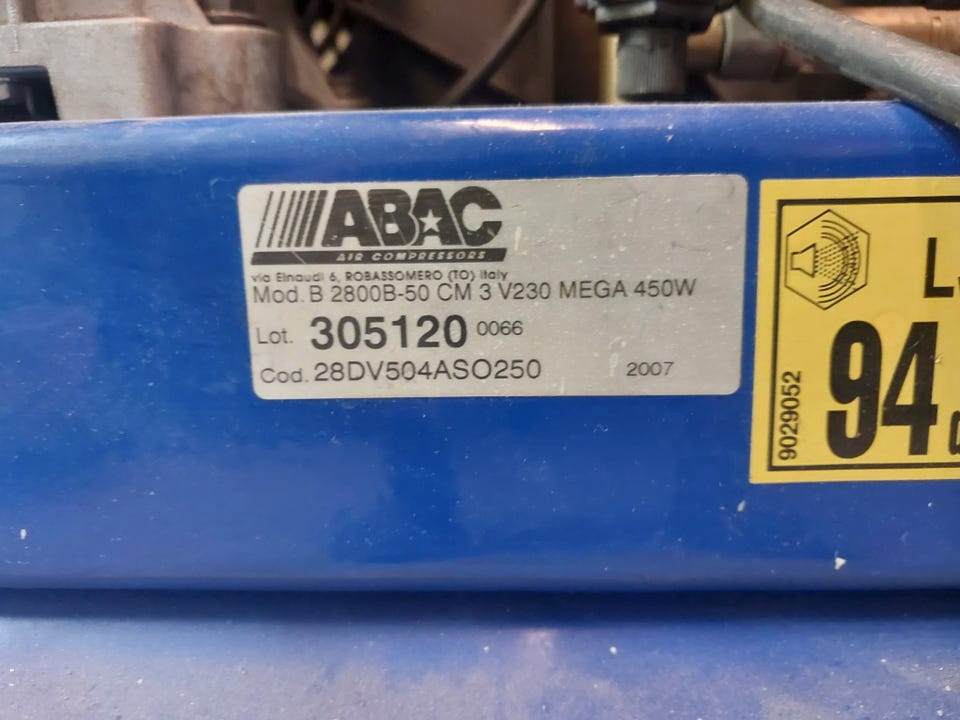 ABAC
AIR COMPRESSORS
via Einaudi 6, ROBASSOMERO (TO) Italy
Mod. B 2800B-50 CM 3 V230 MEGA 450W
Lot. 305120 0066
Cod. 28DV504ASO250 2007
94
9029052